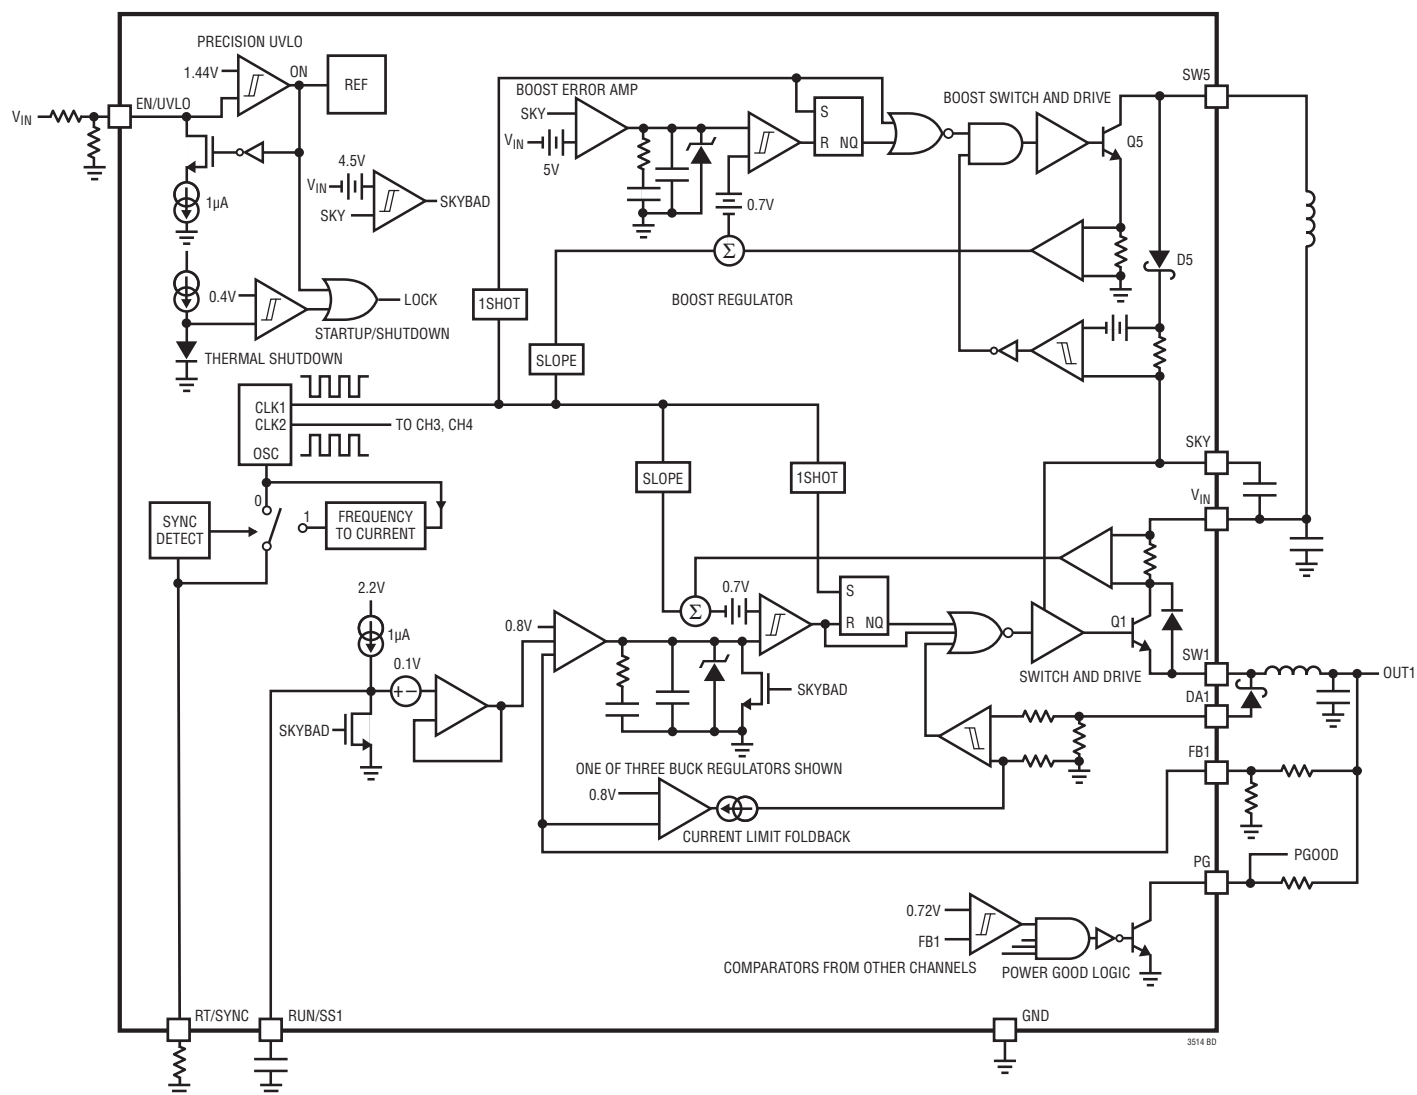 PRECISION UVLO
1.44V
ON
REF
EN/UVLO
VIN
1µA
4.5V
VIN
SKY
SKYBAD
0.4V
LOCK
STARTUP/SHUTDOWN
THERMAL SHUTDOWN
BOOST ERROR AMP
SKY
VIN
5V
0.7V
S
R NQ
BOOST SWITCH AND DRIVE
Q5
SW5
D5
Σ
BOOST REGULATOR
1SHOT
SLOPE
CLK1
CLK2
OSC
TO CH3, CH4
SYNC
DETECT
0
1
FREQUENCY
TO CURRENT
SLOPE
1SHOT
SKY
VIN
2.2V
1µA
0.1V
+−
SKYBAD
0.8V
Σ
0.7V
S
R NQ
SKYBAD
Q1
SWITCH AND DRIVE
SW1
OUT1
DA1
FB1
ONE OF THREE BUCK REGULATORS SHOWN
0.8V
CURRENT LIMIT FOLDBACK
PG
PGOOD
0.72V
FB1
COMPARATORS FROM OTHER CHANNELS
POWER GOOD LOGIC
RT/SYNC
RUN/SS1
GND
3514 BD